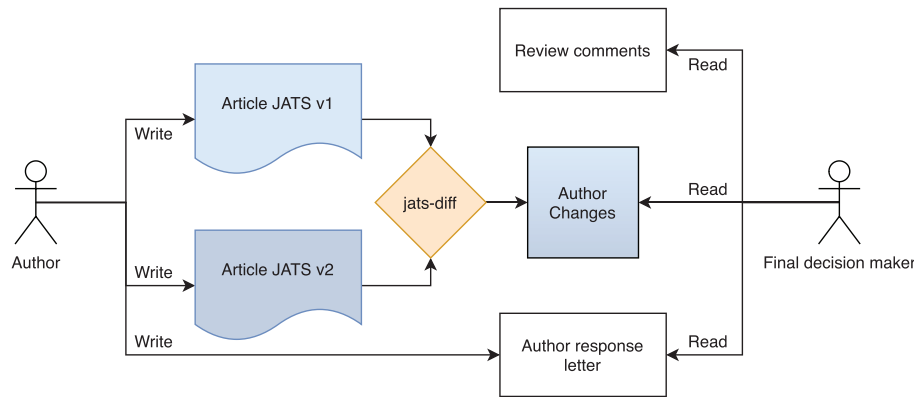 Review comments
Read
Article JATS v1
Write
jats-diff
Author
Changes
Read
Author
Final decision maker
Article JATS v2
Write
Write
Author response
letter
Read